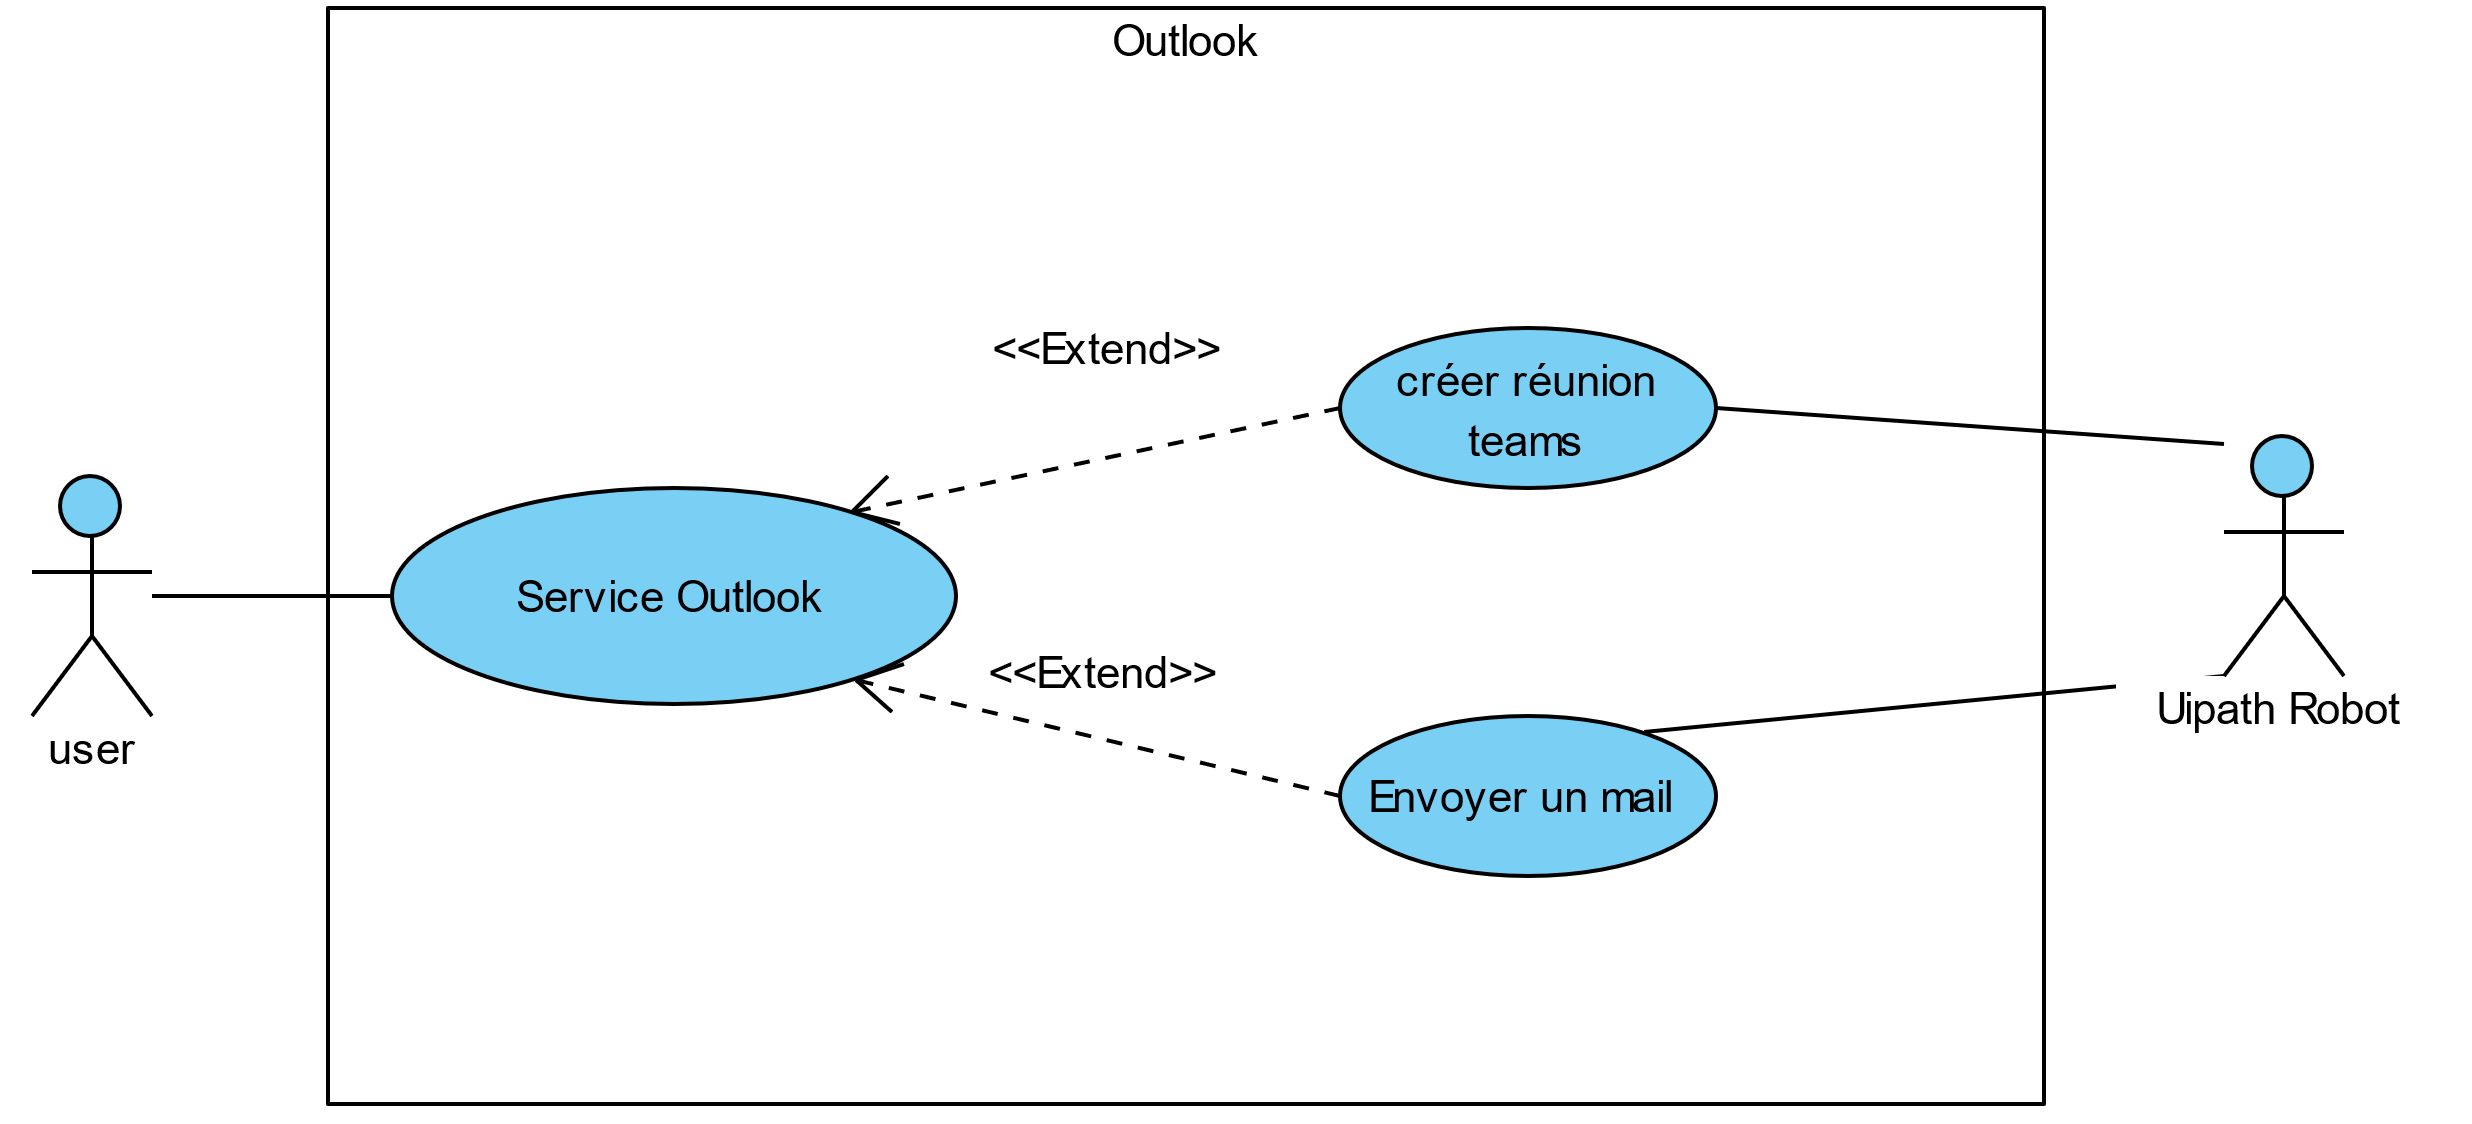 Outlook
<<Extend>>
créer réunion
teams
Service Outlook
<<Extend>>
Uipath Robot
user
Envoyer un mail